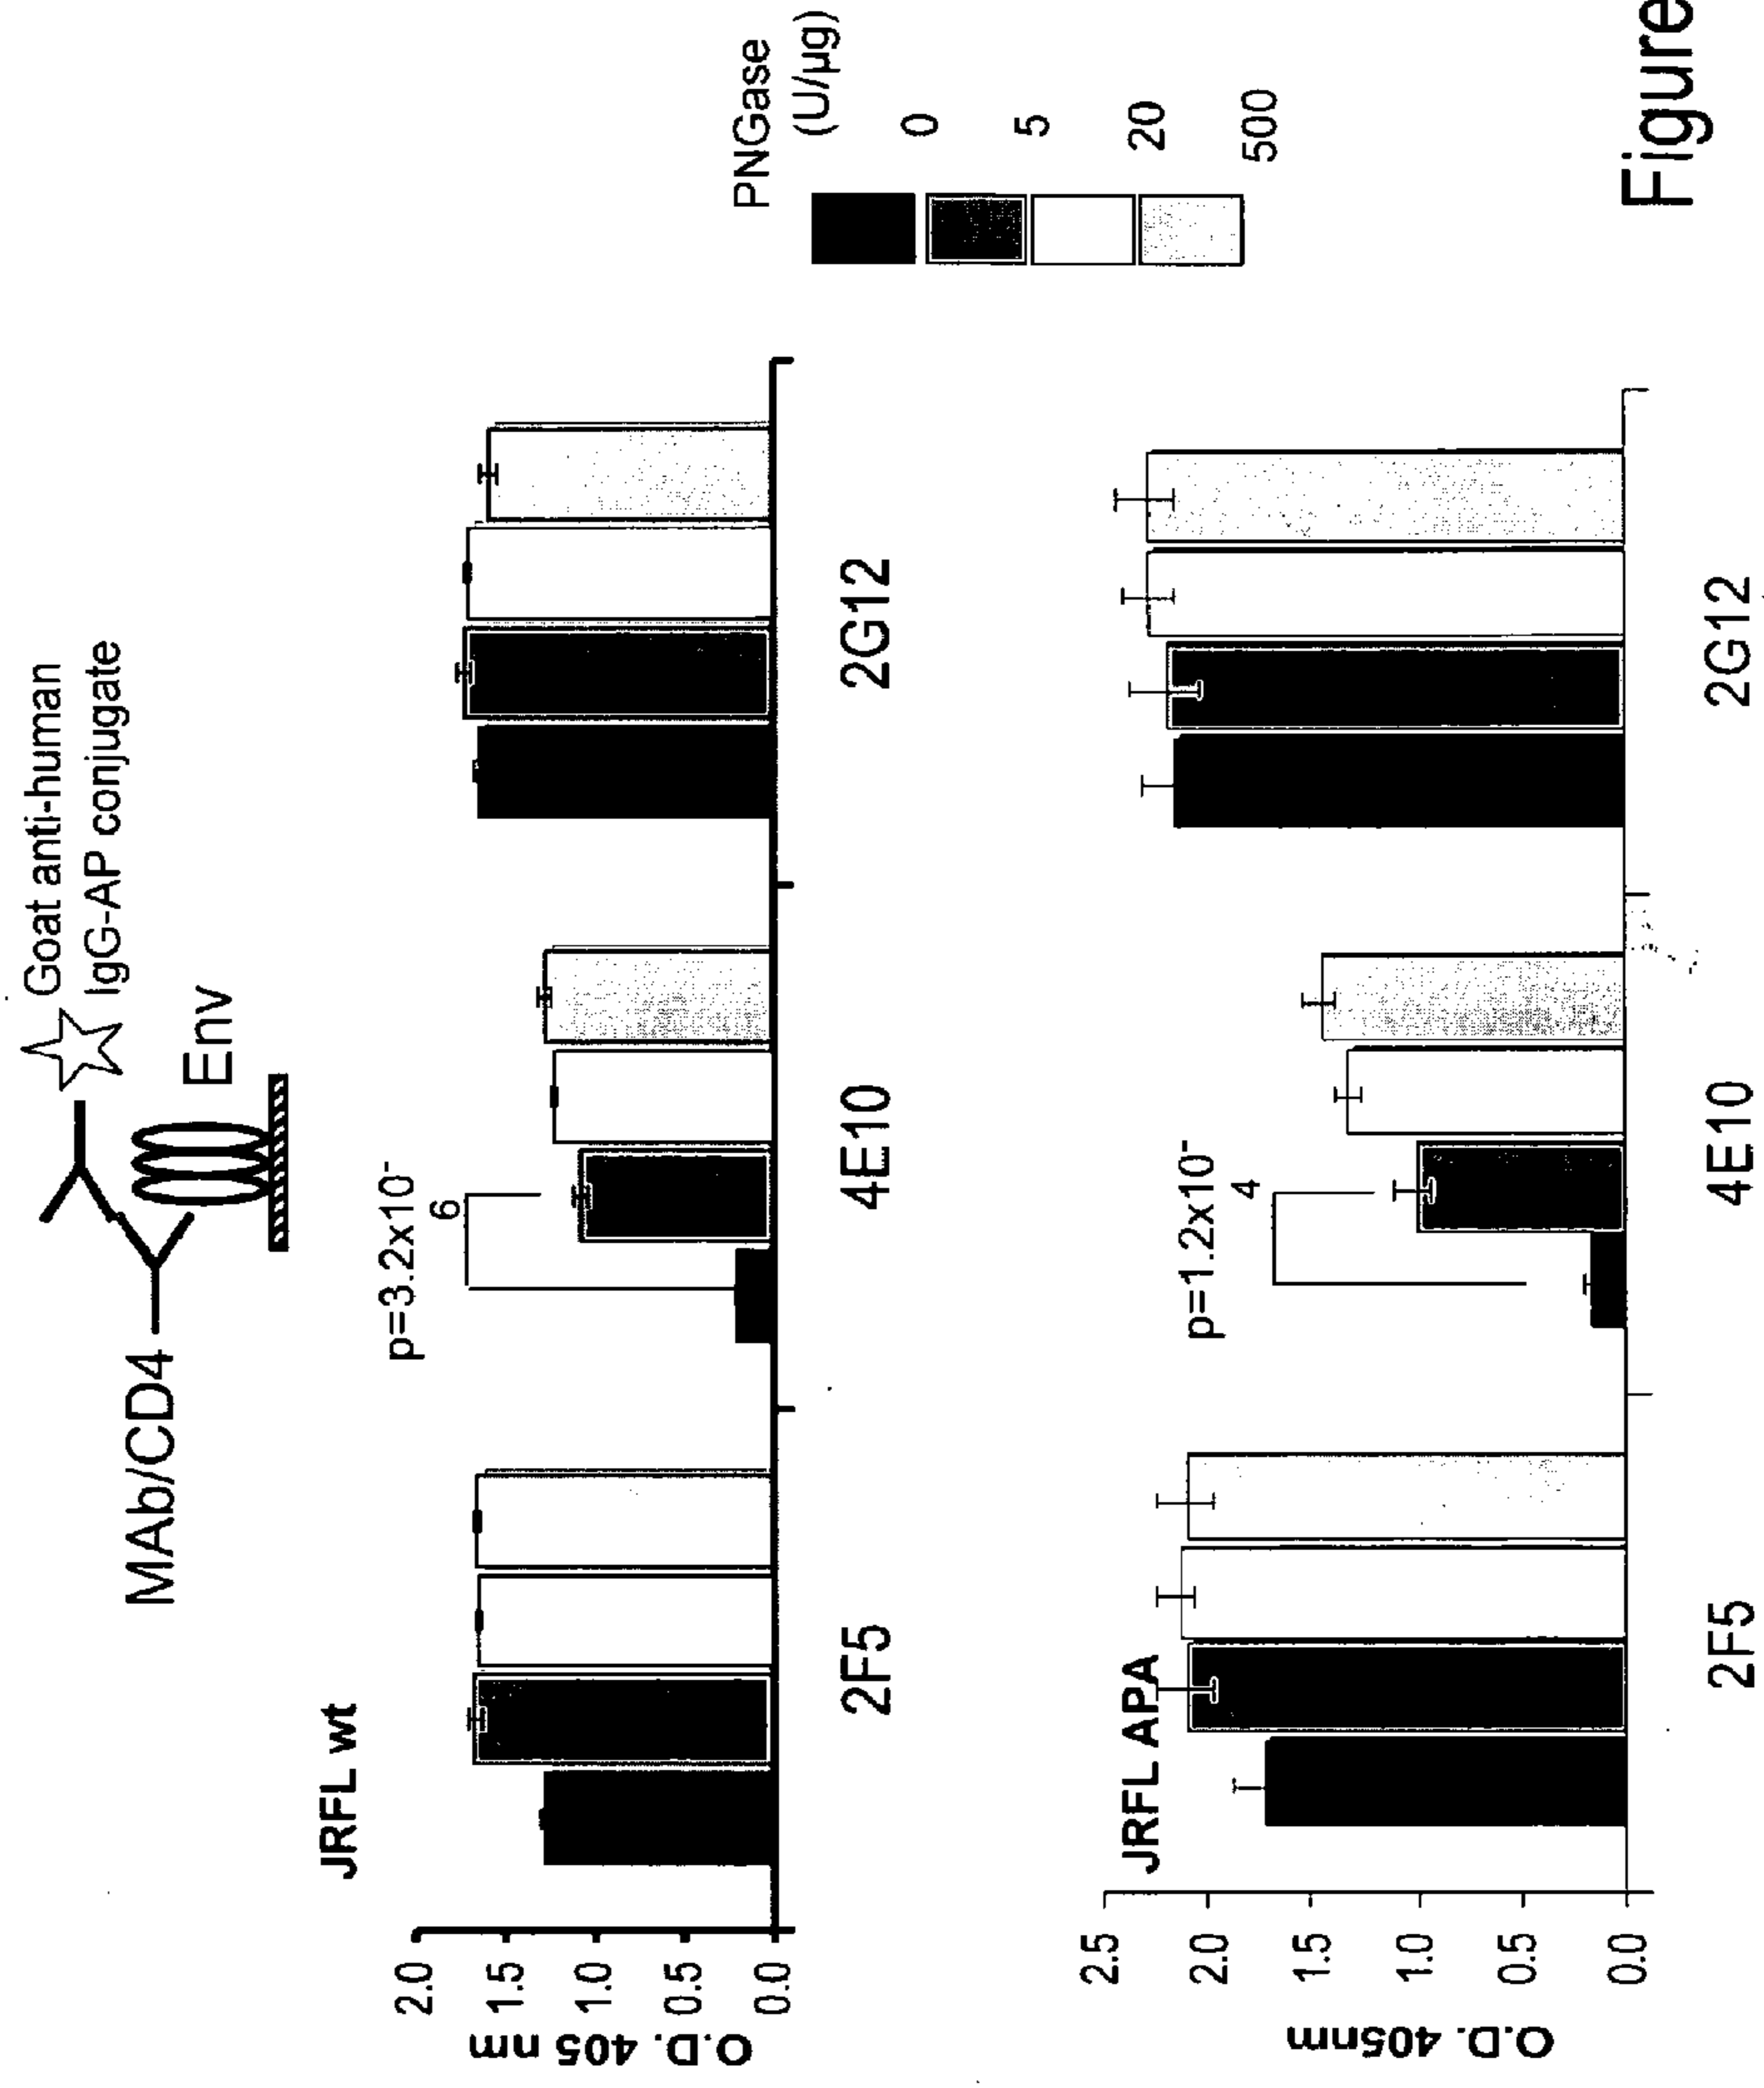 Goat anti-human
IgG-AP conjugate
MAb/CD4
Env
JRFL wt
p=3.2x10-
6
O.D. 405 nm
2.0
1.5
1.0
0.5
0.0
2F5
4E10
2G12
PNGase
(U/µg)
0
5
20
500
JRFL APA
p=1.2x10-
4
O.D. 405nm
2.5
2.0
1.5
1.0
0.5
0.0
2F5
4E10
2G12
Figure